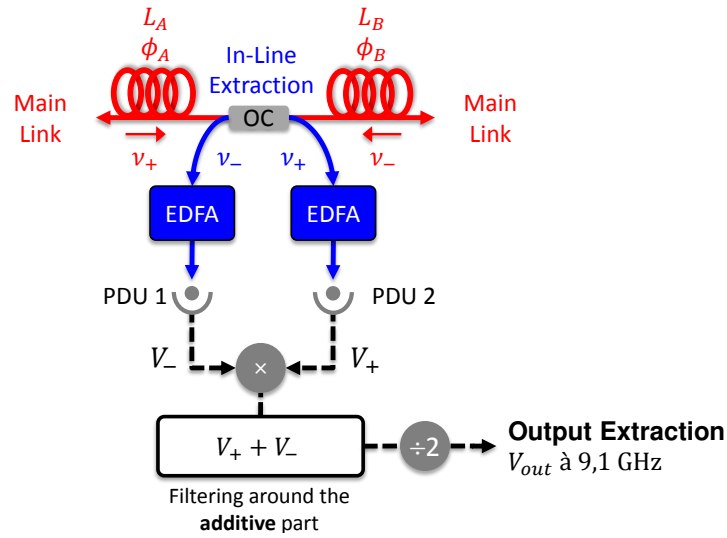 L_A
ϕ_A
L_B
ϕ_B
In-Line
Extraction
Main
Link
OC
Main
Link
ν_+
ν_−
ν_+
ν_−
EDFA
EDFA
PDU 1
PDU 2
V_−
×
V_+
V_+ + V_−
÷2
Output Extraction
V_out à 9,1 GHz
Filtering around the
additive part